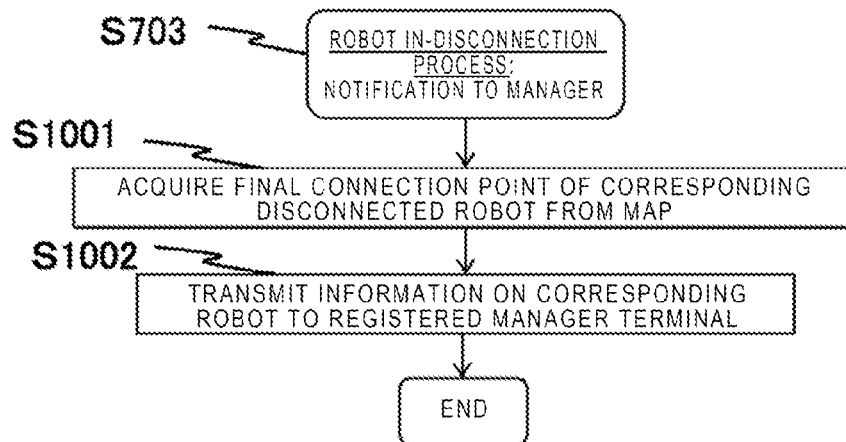 S703
ROBOT IN-DISCONNECTION
PROCESS:
NOTIFICATION TO MANAGER
S1001
ACQUIRE FINAL CONNECTION POINT OF CORRESPONDING
DISCONNECTED ROBOT FROM MAP
S1002
TRANSMIT INFORMATION ON CORRESPONDING
ROBOT TO REGISTERED MANAGER TERMINAL
END